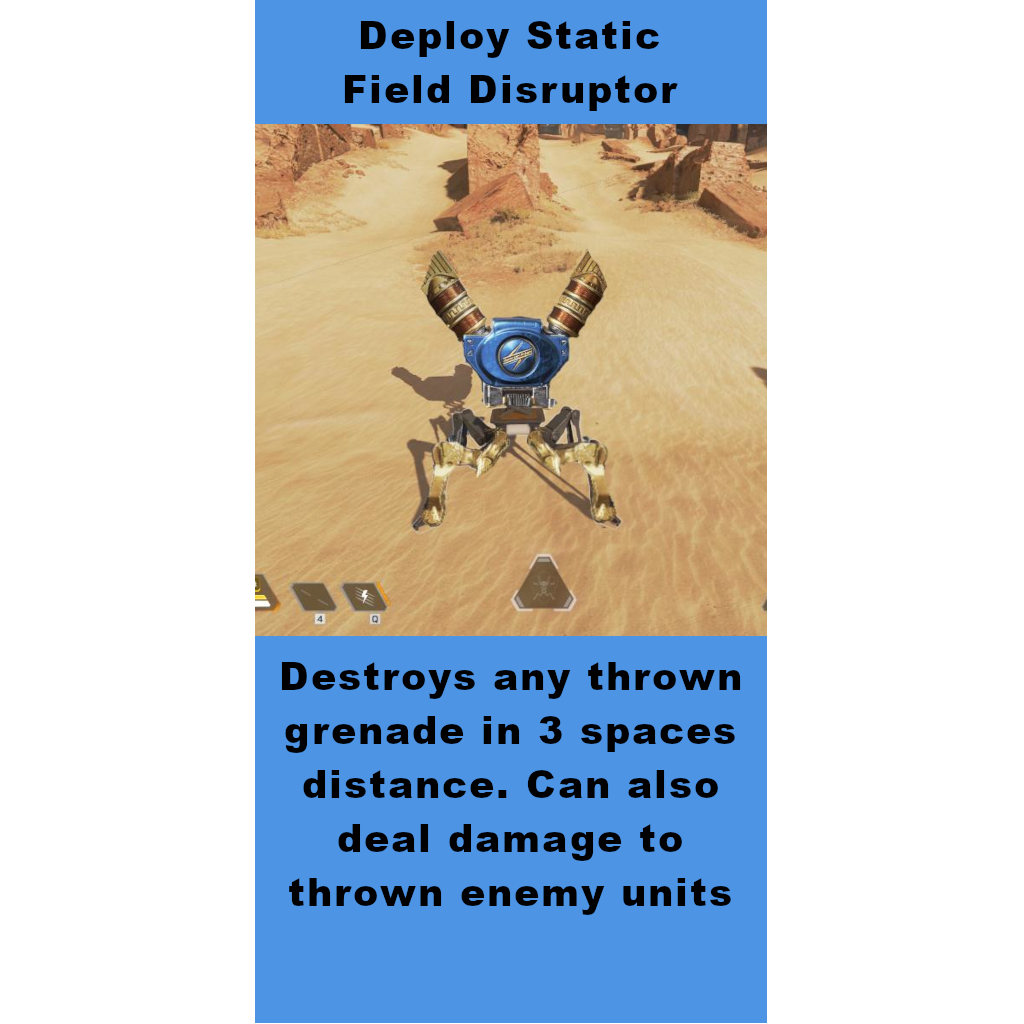 Deploy Static
Field Disruptor
4
Q
Destroys any thrown
grenade in 3 spaces
distance. Can also
deal damage to
thrown enemy units